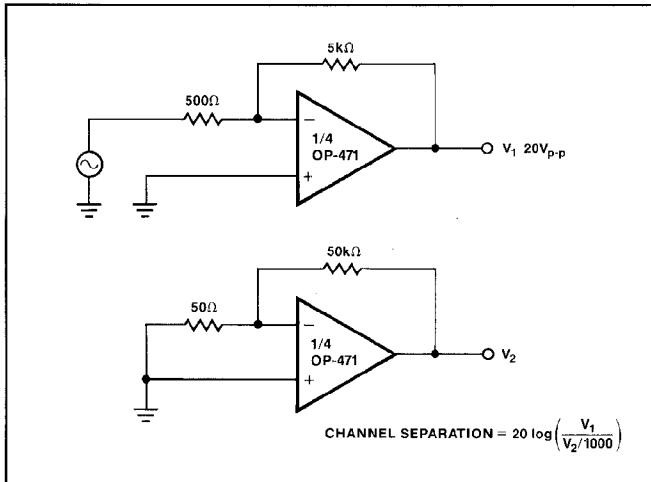 5kΩ
500Ω
−
1/4
OP-471
+
V₁ 20Vp-p
50kΩ
50Ω
−
1/4
OP-471
+
V₂
CHANNEL SEPARATION = 20 log(V₁ / V₂/1000)